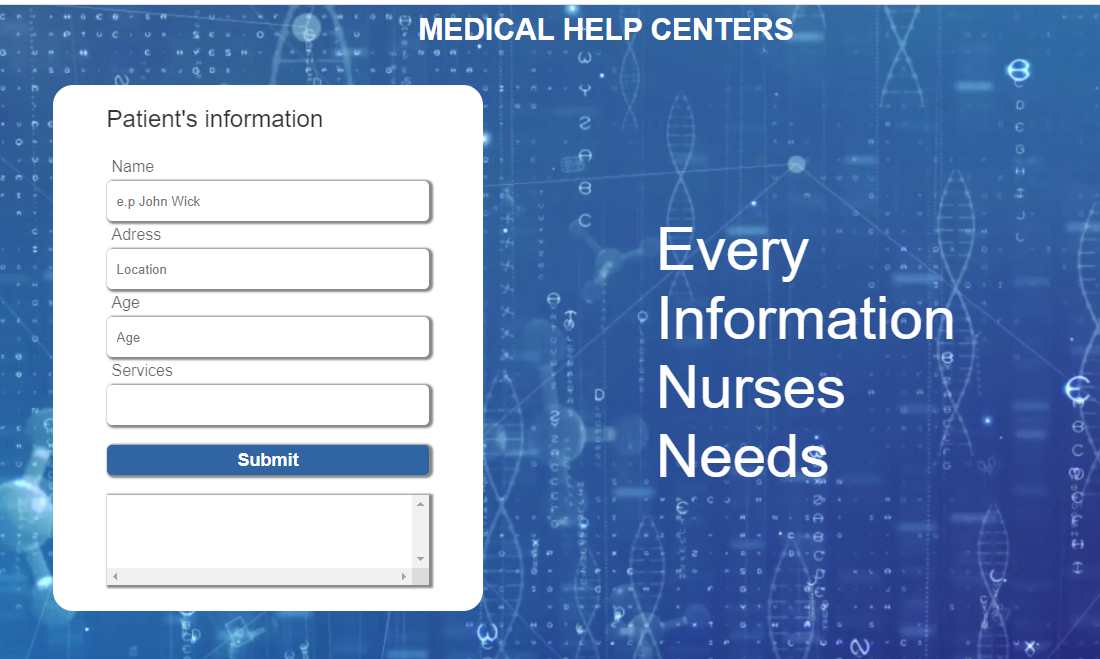 MEDICAL HELP CENTERS
Patient's information
Name
e.p John Wick
Adress
Location
Age
Age
Services
Submit
Every
Information
Nurses
Needs